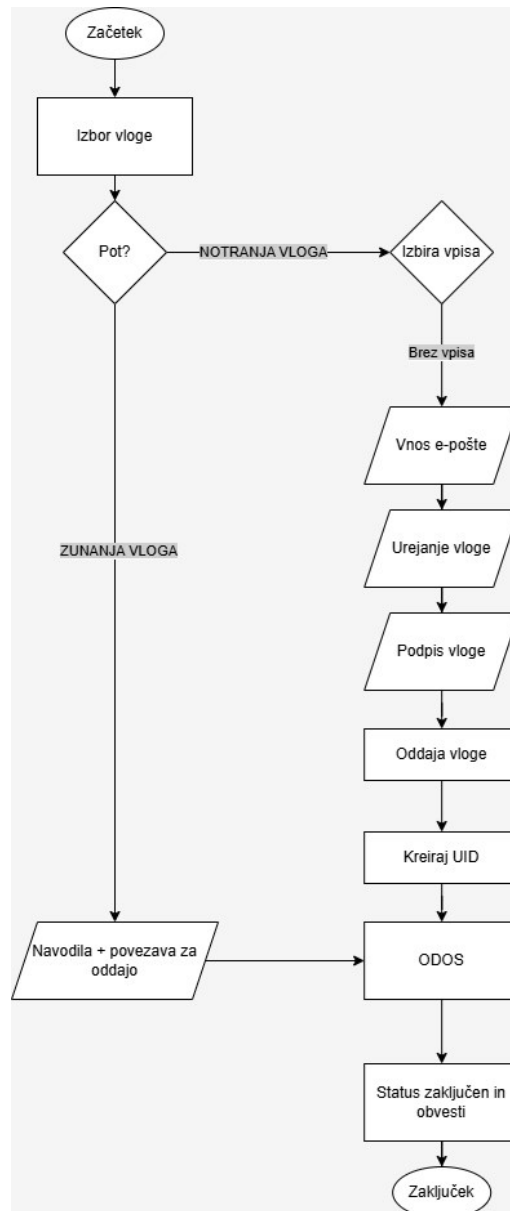 Začetek
Izbor vloge
Pot?
NOTRANJA VLOGA
Izbira vpisa
Brez vpisa
Vnos e-pošte
Urejanje vloge
ZUNANJA VLOGA
Podpis vloge
Oddaja vloge
Kreiraj UID
Navodila + povezava za
oddajo
ODOS
Status zaključen in
obvesti
Zaključek